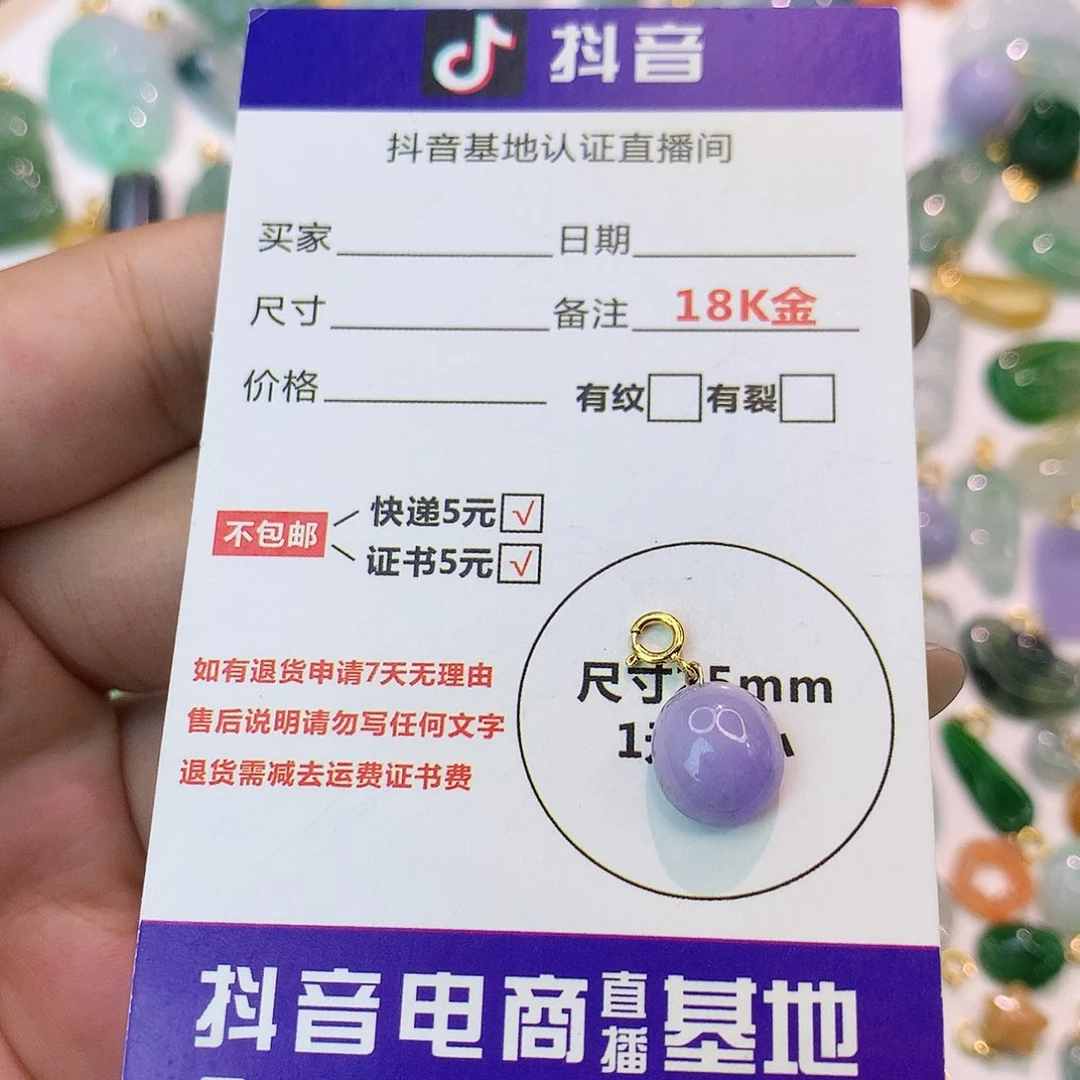 抖音
抖音基地认证直播间
买家 日期
尺寸 备注 18K金
价格 有纹 有裂
不包邮
快递5元 √
证书5元 √
如有退货申请7天无理由
售后说明请勿写任何文字
退货需减去运费证书费
尺寸 5mm
1
抖音电商直播基地